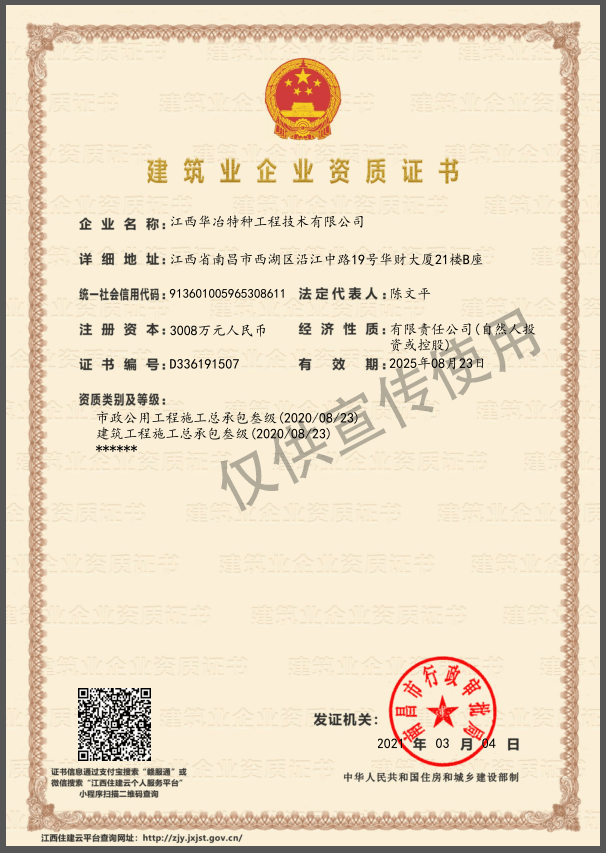 建筑业企业资质证书
企业名称:江西华冶特种工程技术有限公司
详细地址:江西省南昌市西湖区沿江中路19号华财大厦21楼B座
统一社会信用代码:913601005965308611 法定代表人:陈文平
注册资本:3008万元人民币 经济性质:有限责任公司(自然人投
资或控股)
证书编号:D336191507 有效期:2025年08月23日
资质类别及等级:
市政公用工程施工总承包叁级(2020/08/23)
建筑工程施工总承包叁级(2020/08/23)
******
仅供宣传使用
南昌市行政审批局
发证机关:
2021年03月04日
证书信息通过支付宝搜索“赣服通”或
微信搜索“江西住建云个人服务平台”
小程序扫描二维码查询
中华人民共和国住房和城乡建设部制
江西住建云平台查询网址: http://zjy.jxjst.gov.cn/